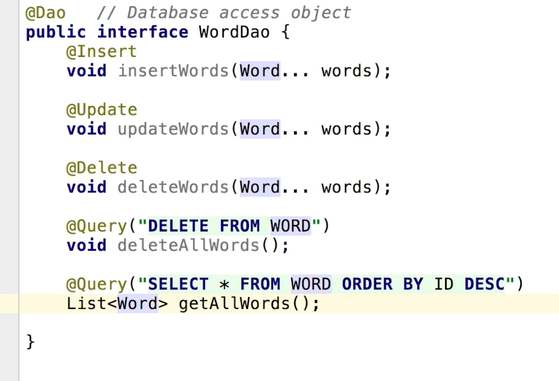 @Dao   // Database access object
public interface WordDao {
    @Insert
    void insertWords(Word... words);
    @Update
    void updateWords(Word... words);
    @Delete
    void deleteWords(Word... words);
    @Query("DELETE FROM WORD")
    void deleteAllWords();
    @Query("SELECT * FROM WORD ORDER BY ID DESC")
    List<Word> getAllWords();
}